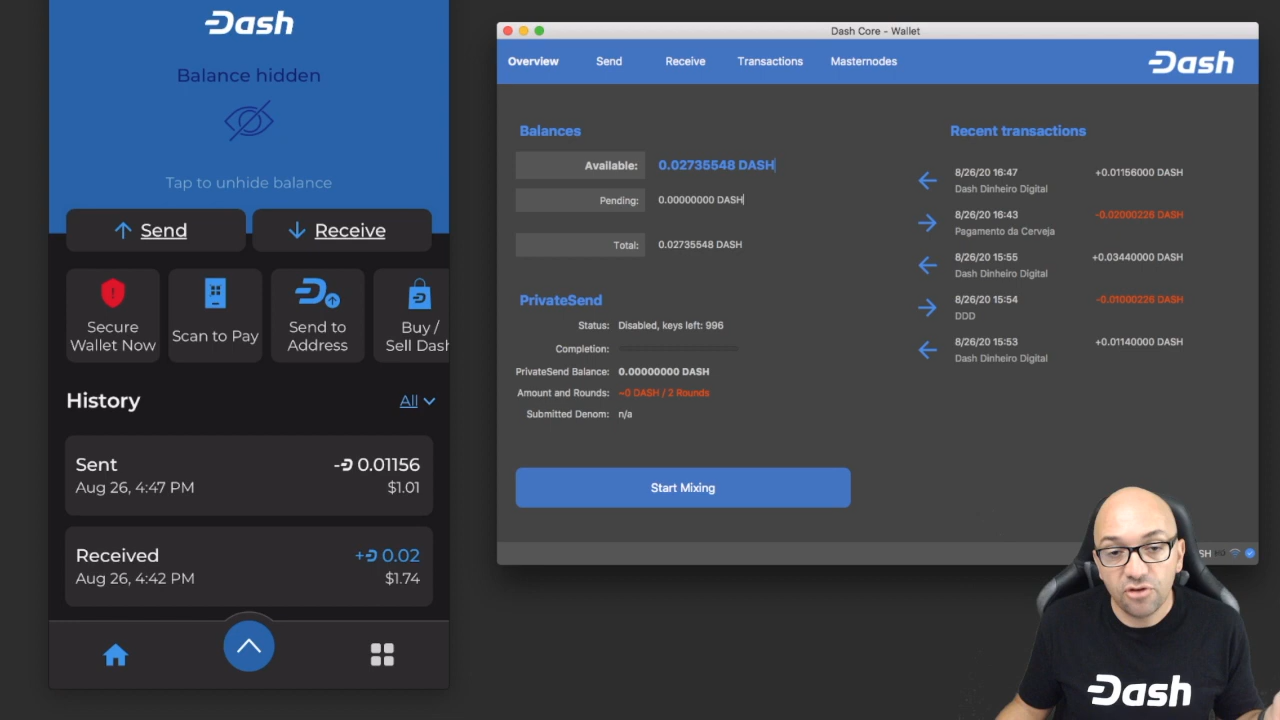 Dash
Balance hidden
Tap to unhide balance
Send
Receive
Secure
Wallet Now
Scan to Pay
Send to
Address
Buy /
Sell Dash
History
All
Sent
-0.01156
Aug 26, 4:47 PM
$1.01
Received
+0.02
Aug 26, 4:42 PM
$1.74
Dash Core - Wallet
Overview
Send
Receive
Transactions
Masternodes
Dash
Balances
Available:
0.02735548 DASH
Pending:
0.00000000 DASH
Total:
0.02735548 DASH
PrivateSend
Status:
Disabled, keys left: 996
Completion:
PrivateSend Balance:
0.00000000 DASH
Amount and Rounds:
~0 DASH / 2 Rounds
Submitted Denom:
n/a
Start Mixing
Recent transactions
8/26/20 16:47
+0.01156000 DASH
Dash Dinheiro Digital
8/26/20 16:43
-0.02000226 DASH
Pagamento da Cerveja
8/26/20 15:55
+0.03440000 DASH
Dash Dinheiro Digital
8/26/20 15:54
-0.01000226 DASH
DDD
8/26/20 15:53
+0.01140000 DASH
Dash Dinheiro Digital
SH
HD
Dash